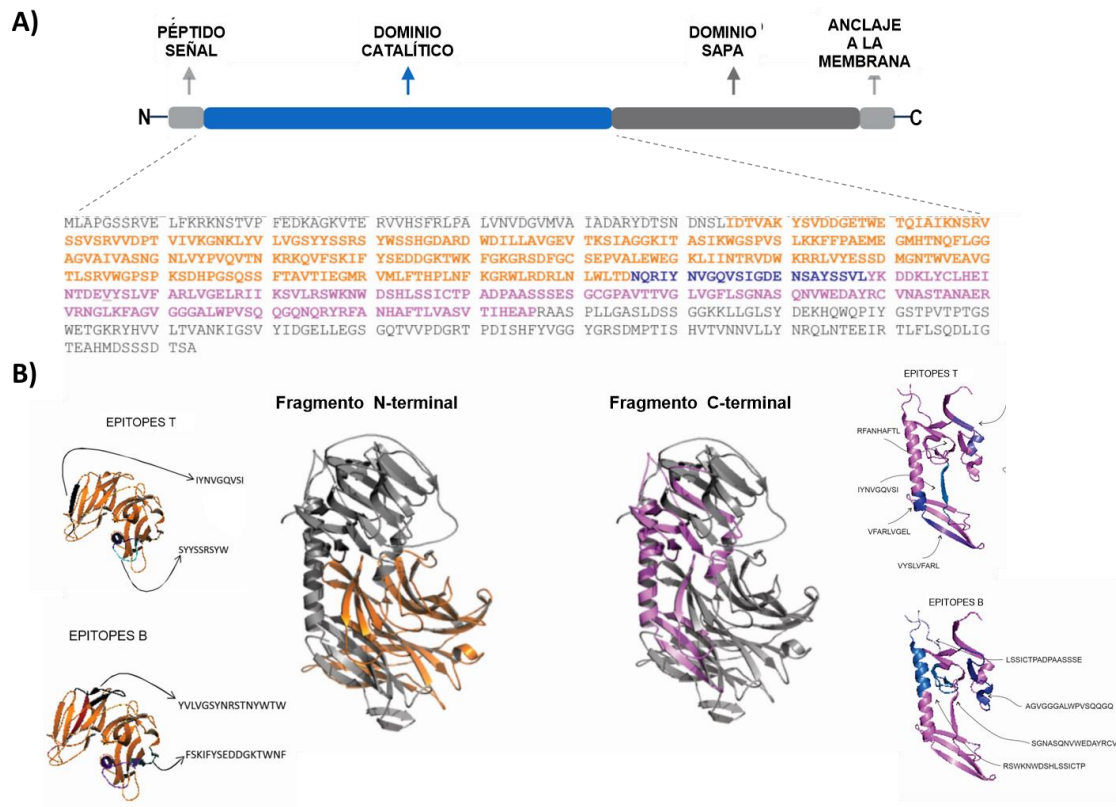 A)
PÉPTIDO
SEÑAL
DOMINIO
CATALÍTICO
DOMINIO
SAPA
ANCLAJE
A LA
MEMBRANA
N
C
MLAPGSSRVE LFKRKNSTVP FEDKAGKVTE RVVHSFRLPA LVNVDGVMVA IADARYDTSN DNSLIDTVAK YSVDDGETWE TQIAIKNSRV
SSVSRVVDPT VIVKGNKLYV LVGSYYSSRS YWSSHGDARD WDILLAVGEV TKSIAGGKIT ASIKWGSPVS LKKFFPAEME GMHTNQFLGG
AGVAIVASNG NLVYPVQVTN KRKQVFSKIF YSEDDGKTWK FGKGRSDFGC SEPVALEWEG KLIINTRVDW KRRLVYESSD MGNTWVEAVG
TLSRVWGPSP KSDHPGSQSS FTAVTIEGMR VMLFTHPLNF KGRWLRDRLN LWLTDNQRIY NVGQVSIGDE NSAYSSVLYK DDKLYCLHEI
NTDEVYSLVF ARLVGELRII KSVLRSWKNW DSHLSSICTP ADPAASSSES GCGPAVTTVG LVGFLSGNAS QNVWEDAYRC VNASTANAER
VRNGLKFAGV GGGALWPVSQ QGQNQRYRFA NHAFTLVASV TIHEAPRAAS PLLGASLDSS GGKKLLGLSY DEKHQWQPIY GSTPVTPTGS
WETGKRYHVV LTVANKIGSV YIDGELLEGS GQTVVPDGRT PDISHFYVGG YGRSDMPTIS HVTVNNVLLY NRQLNTEEIR TLFLSQDLIG
TEAHMDSSSD TSA
B)
EPITOPES T
IYNVGQVSI
SYYSSRSYW
EPITOPES B
YVLVGSYNRSTNYWTW
FSKIFYSEDDGKTWNF
Fragmento N-terminal
Fragmento C-terminal
EPITOPES T
RFANHAFTL
IYNVGQVSI
VFARLVGEL
VYSLVFARL
EPITOPES B
LSSICTPADPAASSSE
AGVGGGALWPVSQQGQ
SGNASQNVWEDAYRCV
RSWKNWDSHLSSICTP